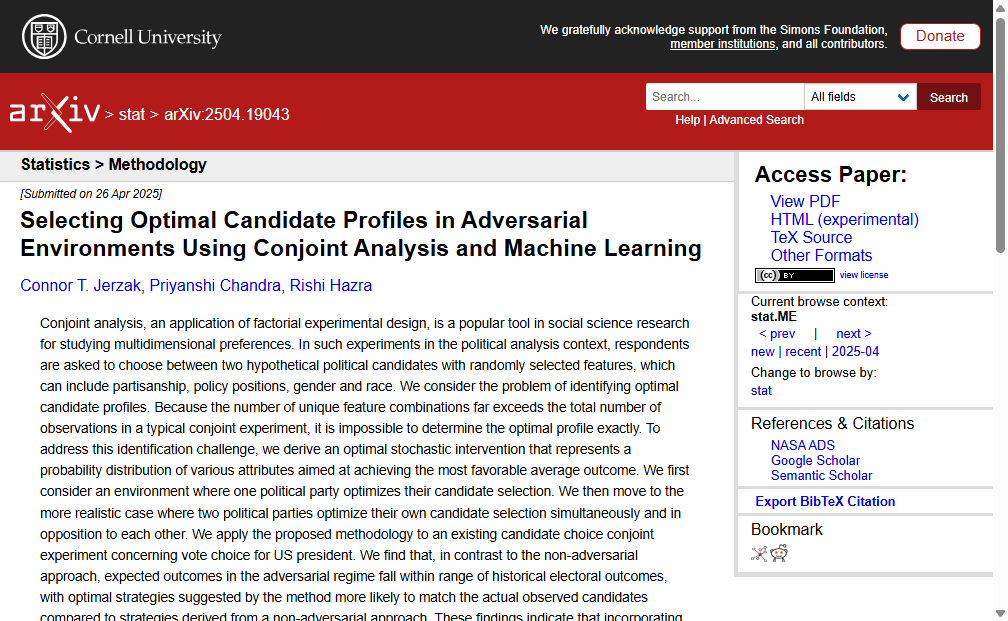 Cornell University
We gratefully acknowledge support from the Simons Foundation,
member institutions, and all contributors.
Donate
arXiv > stat > arXiv:2504.19043
Search...
All fields
Search
Help | Advanced Search
Statistics > Methodology
[Submitted on 26 Apr 2025]
Selecting Optimal Candidate Profiles in Adversarial
Environments Using Conjoint Analysis and Machine Learning
Connor T. Jerzak, Priyanshi Chandra, Rishi Hazra
Conjoint analysis, an application of factorial experimental design, is a popular tool in social science research
for studying multidimensional preferences. In such experiments in the political analysis context, respondents
are asked to choose between two hypothetical political candidates with randomly selected features, which
can include partisanship, policy positions, gender and race. We consider the problem of identifying optimal
candidate profiles. Because the number of unique feature combinations far exceeds the total number of
observations in a typical conjoint experiment, it is impossible to determine the optimal profile exactly. To
address this identification challenge, we derive an optimal stochastic intervention that represents a
probability distribution of various attributes aimed at achieving the most favorable average outcome. We first
consider an environment where one political party optimizes their candidate selection. We then move to the
more realistic case where two political parties optimize their own candidate selection simultaneously and in
opposition to each other. We apply the proposed methodology to an existing candidate choice conjoint
experiment concerning vote choice for US president. We find that, in contrast to the non-adversarial
approach, expected outcomes in the adversarial regime fall within range of historical electoral outcomes,
with optimal strategies suggested by the method more likely to match the actual observed candidates
compared to strategies derived from a non-adversarial approach. These findings indicate that incorporating
Access Paper:
View PDF
HTML (experimental)
TeX Source
Other Formats
(cc) BY
view license
Current browse context:
stat.ME
< prev | next >
new | recent | 2025-04
Change to browse by:
stat
References & Citations
NASA ADS
Google Scholar
Semantic Scholar
Export BibTeX Citation
Bookmark